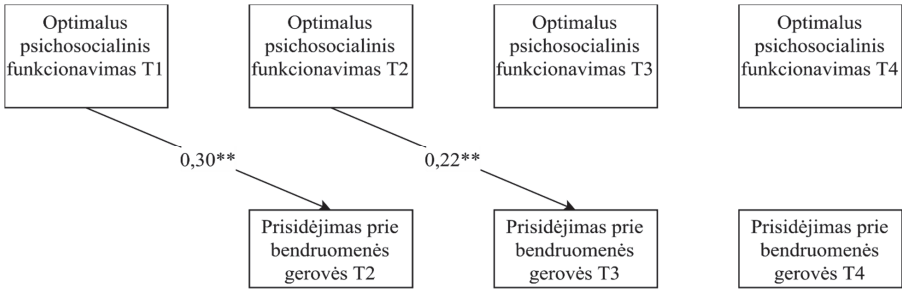 Optimalus
psichosocialinis
funkcionavimas T1
Optimalus
psichosocialinis
funkcionavimas T2
Optimalus
psichosocialinis
funkcionavimas T3
Optimalus
psichosocialinis
funkcionavimas T4
0,30**
0,22**
Prisidėjimas prie
bendruomenės
gerovės T2
Prisidėjimas prie
bendruomenės
gerovės T3
Prisidėjimas prie
bendruomenės
gerovės T4